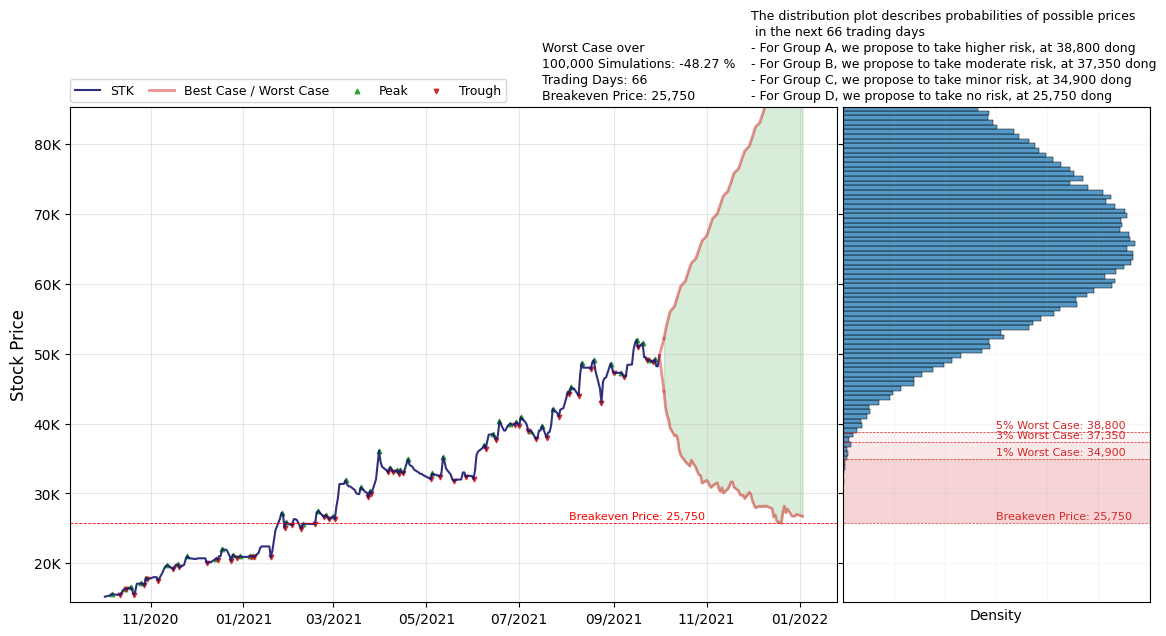 The distribution plot describes probabilities of possible prices
in the next 66 trading days
- For Group A, we propose to take higher risk, at 38,800 dong
- For Group B, we propose to take moderate risk, at 37,350 dong
- For Group C, we propose to take minor risk, at 34,900 dong
- For Group D, we propose to take no risk, at 25,750 dong
Worst Case over
100,000 Simulations: -48.27 %
Trading Days: 66
Breakeven Price: 25,750
STK
Best Case / Worst Case
Peak
Trough
Stock Price
80K
70K
60K
50K
40K
30K
20K
Breakeven Price: 25,750
11/2020
01/2021
03/2021
05/2021
07/2021
09/2021
11/2021
01/2022
5% Worst Case: 38,800
3% Worst Case: 37,350
1% Worst Case: 34,900
Breakeven Price: 25,750
Density